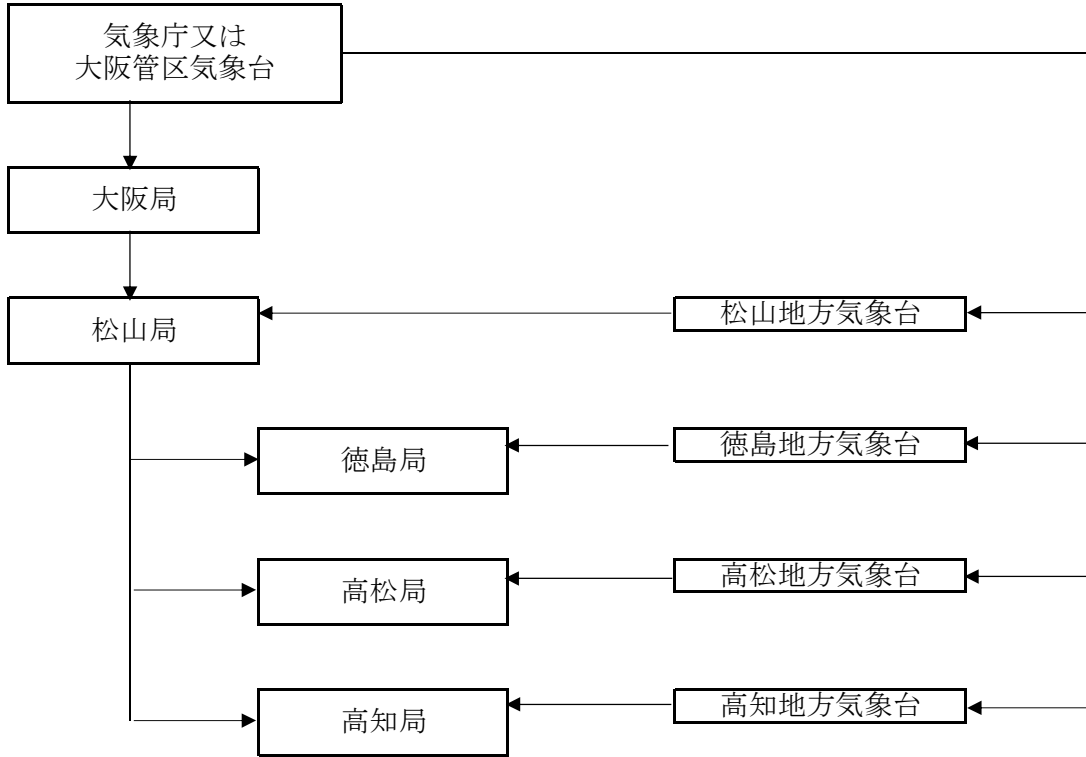 気象庁又は
大阪管区気象台
大阪局
松山局
松山地方気象台
徳島局
徳島地方気象台
高松局
高松地方気象台
高知局
高知地方気象台